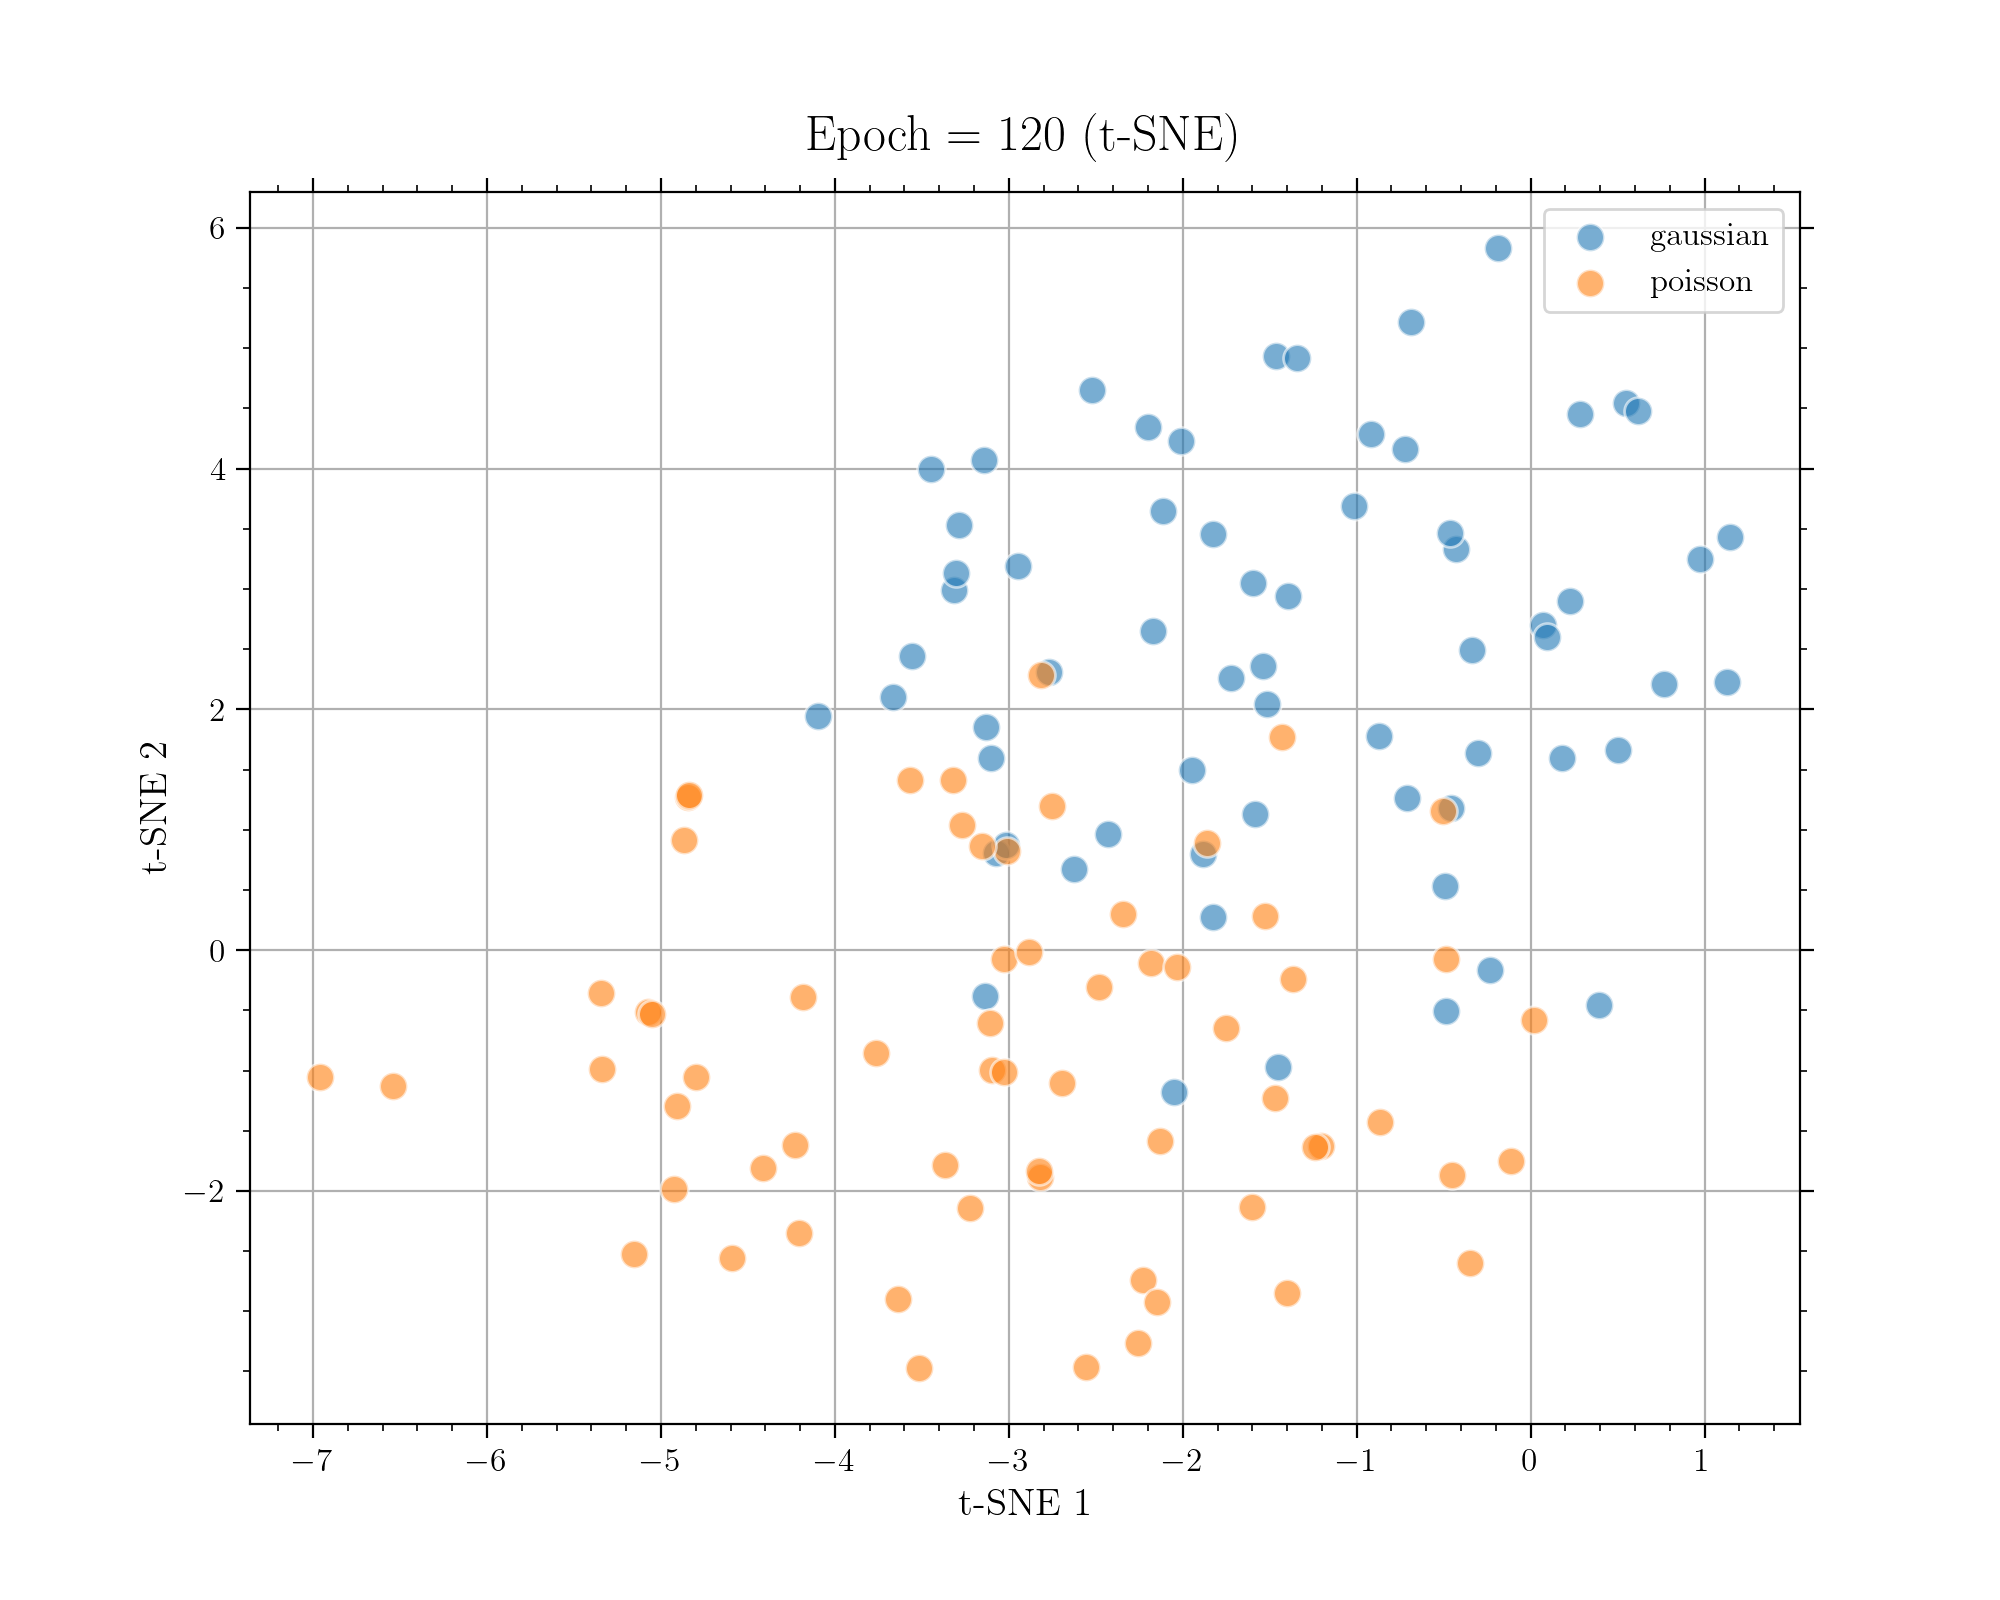 Epoch = 120 (t-SNE)
gaussian
poisson
6
4
2
0
−2
t-SNE 2
−7 −6 −5 −4 −3 −2 −1 0 1
t-SNE 1